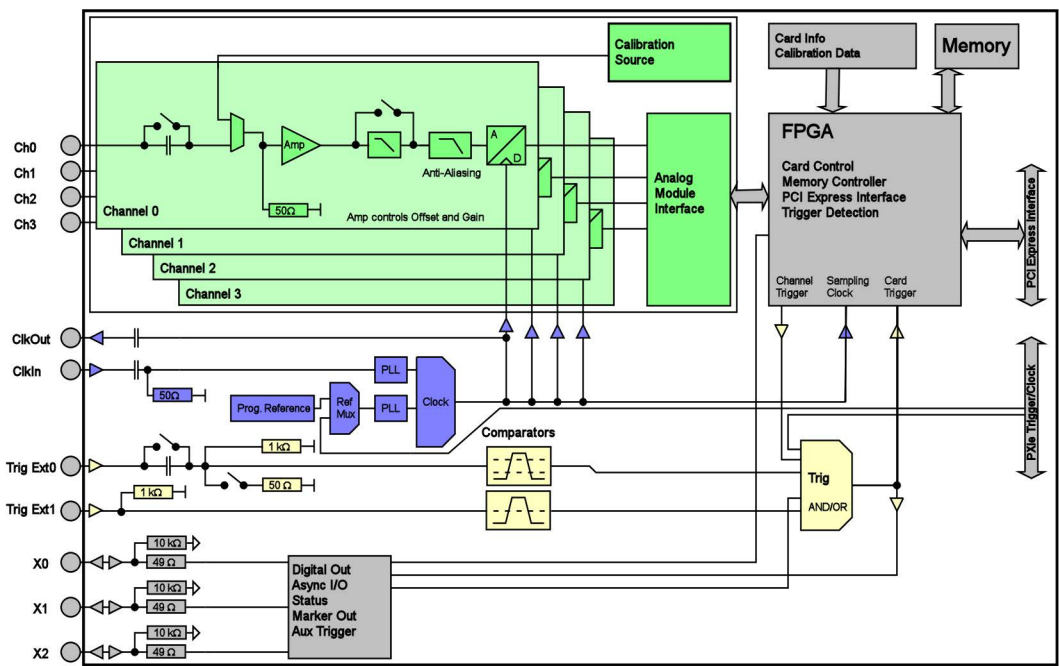 Calibration
Source
Card Info
Calibration Data
Memory
Ch0
Ch1
Ch2
Ch3
Amp
Anti-Aliasing
A
D
50Ω
Amp controls Offset and Gain
Channel 0
Channel 1
Channel 2
Channel 3
Analog
Module
Interface
FPGA
Card Control
Memory Controller
PCI Express Interface
Trigger Detection
Channel
Trigger
Sampling
Clock
Card
Trigger
PCI Express Interface
ClkOut
ClkIn
50Ω
PLL
Prog. Reference
Ref
Mux
PLL
Clock
PXIe Trigger/Clock
Comparators
Trig Ext0
1 kΩ
50 Ω
Trig Ext1
1 kΩ
Trig
AND/OR
X0
10 kΩ
49 Ω
X1
10 kΩ
49 Ω
X2
10 kΩ
49 Ω
Digital Out
Async I/O
Status
Marker Out
Aux Trigger